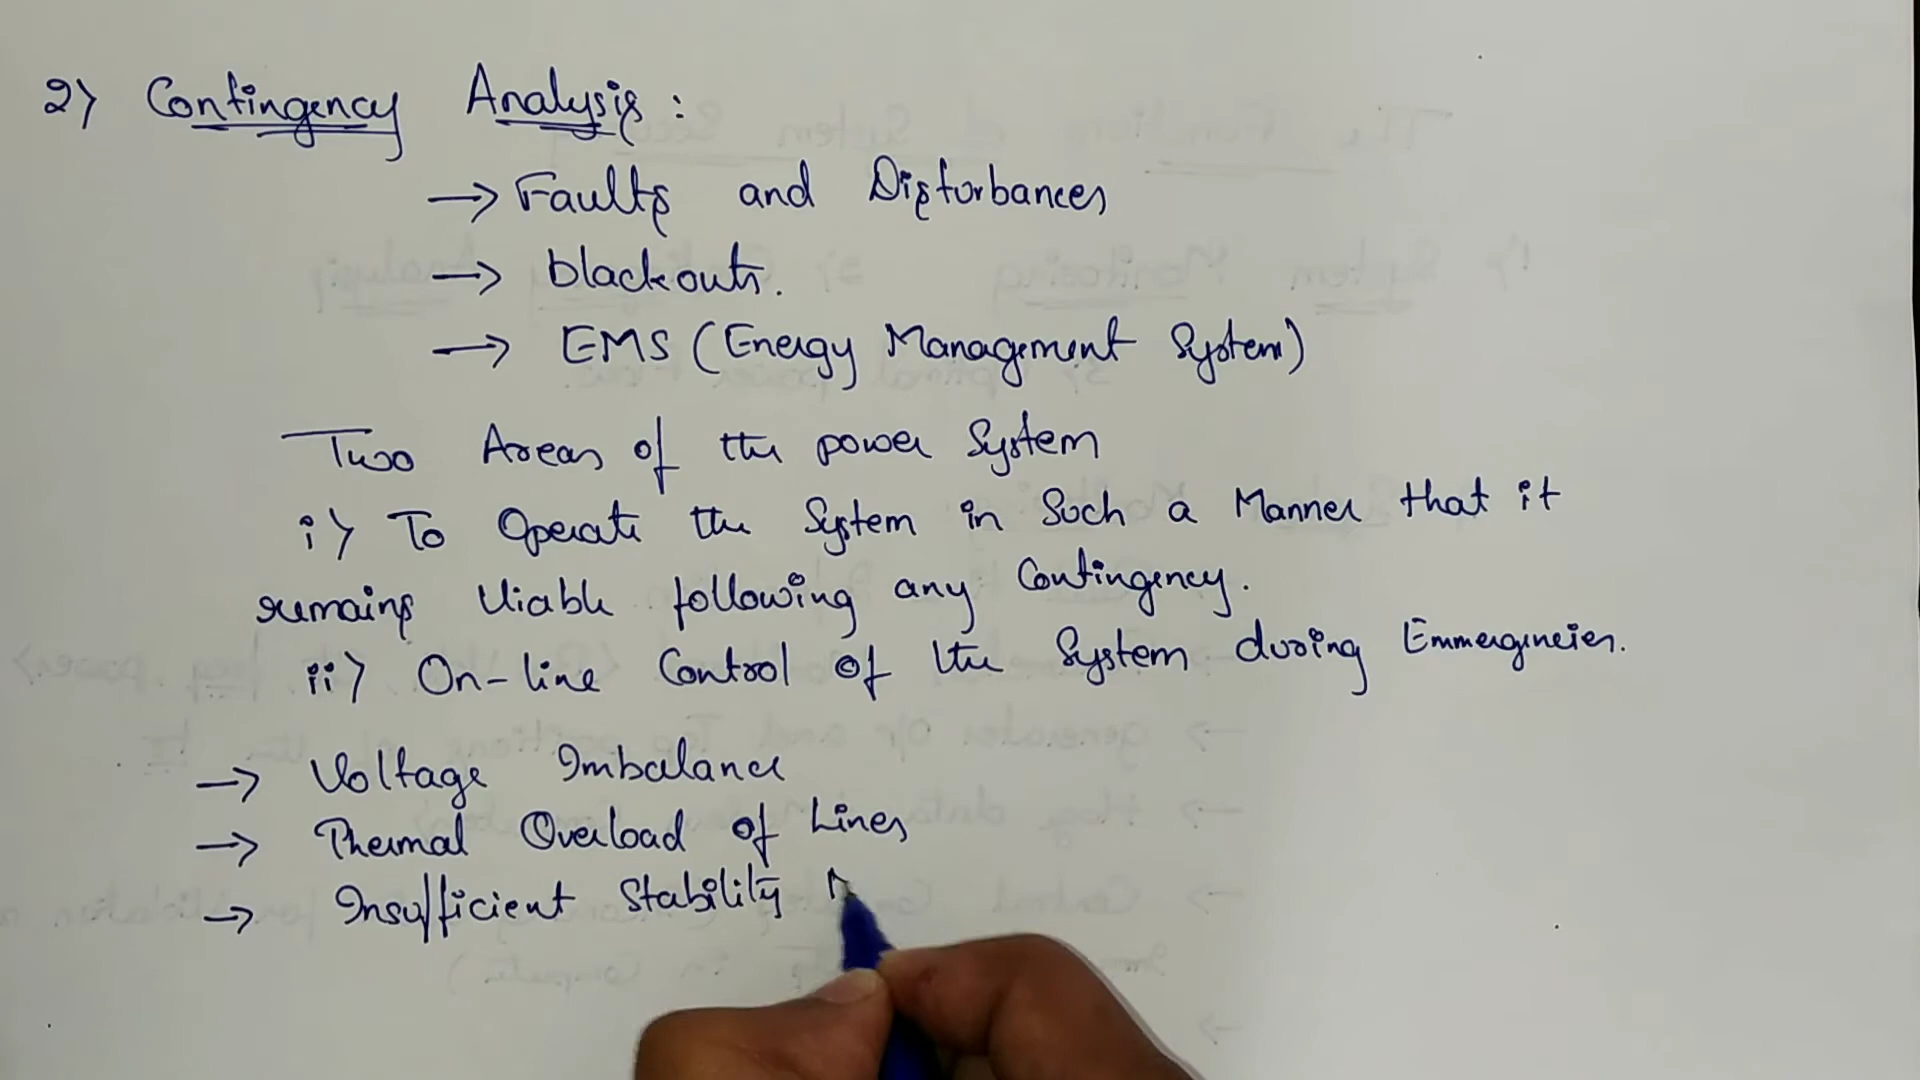 2) Contingency Analysis:
→ Faults and Disturbances
→ blackouts.
→ EMS (Energy Management System)
Two Areas of the power System
i) To Operate the System in Such a Manner that it
remains Viable following any Contingency.
ii) On-line Control of the System during Emmergencies.
→ Voltage Imbalance
→ Thermal Overload of Lines
→ Insufficient Stability